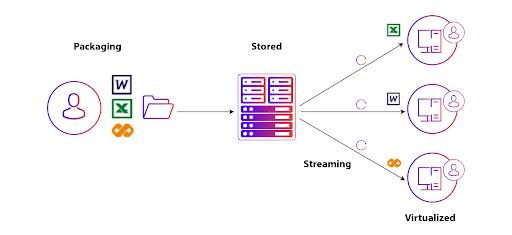 Packaging
Stored
W
X
W
Streaming
Virtualized